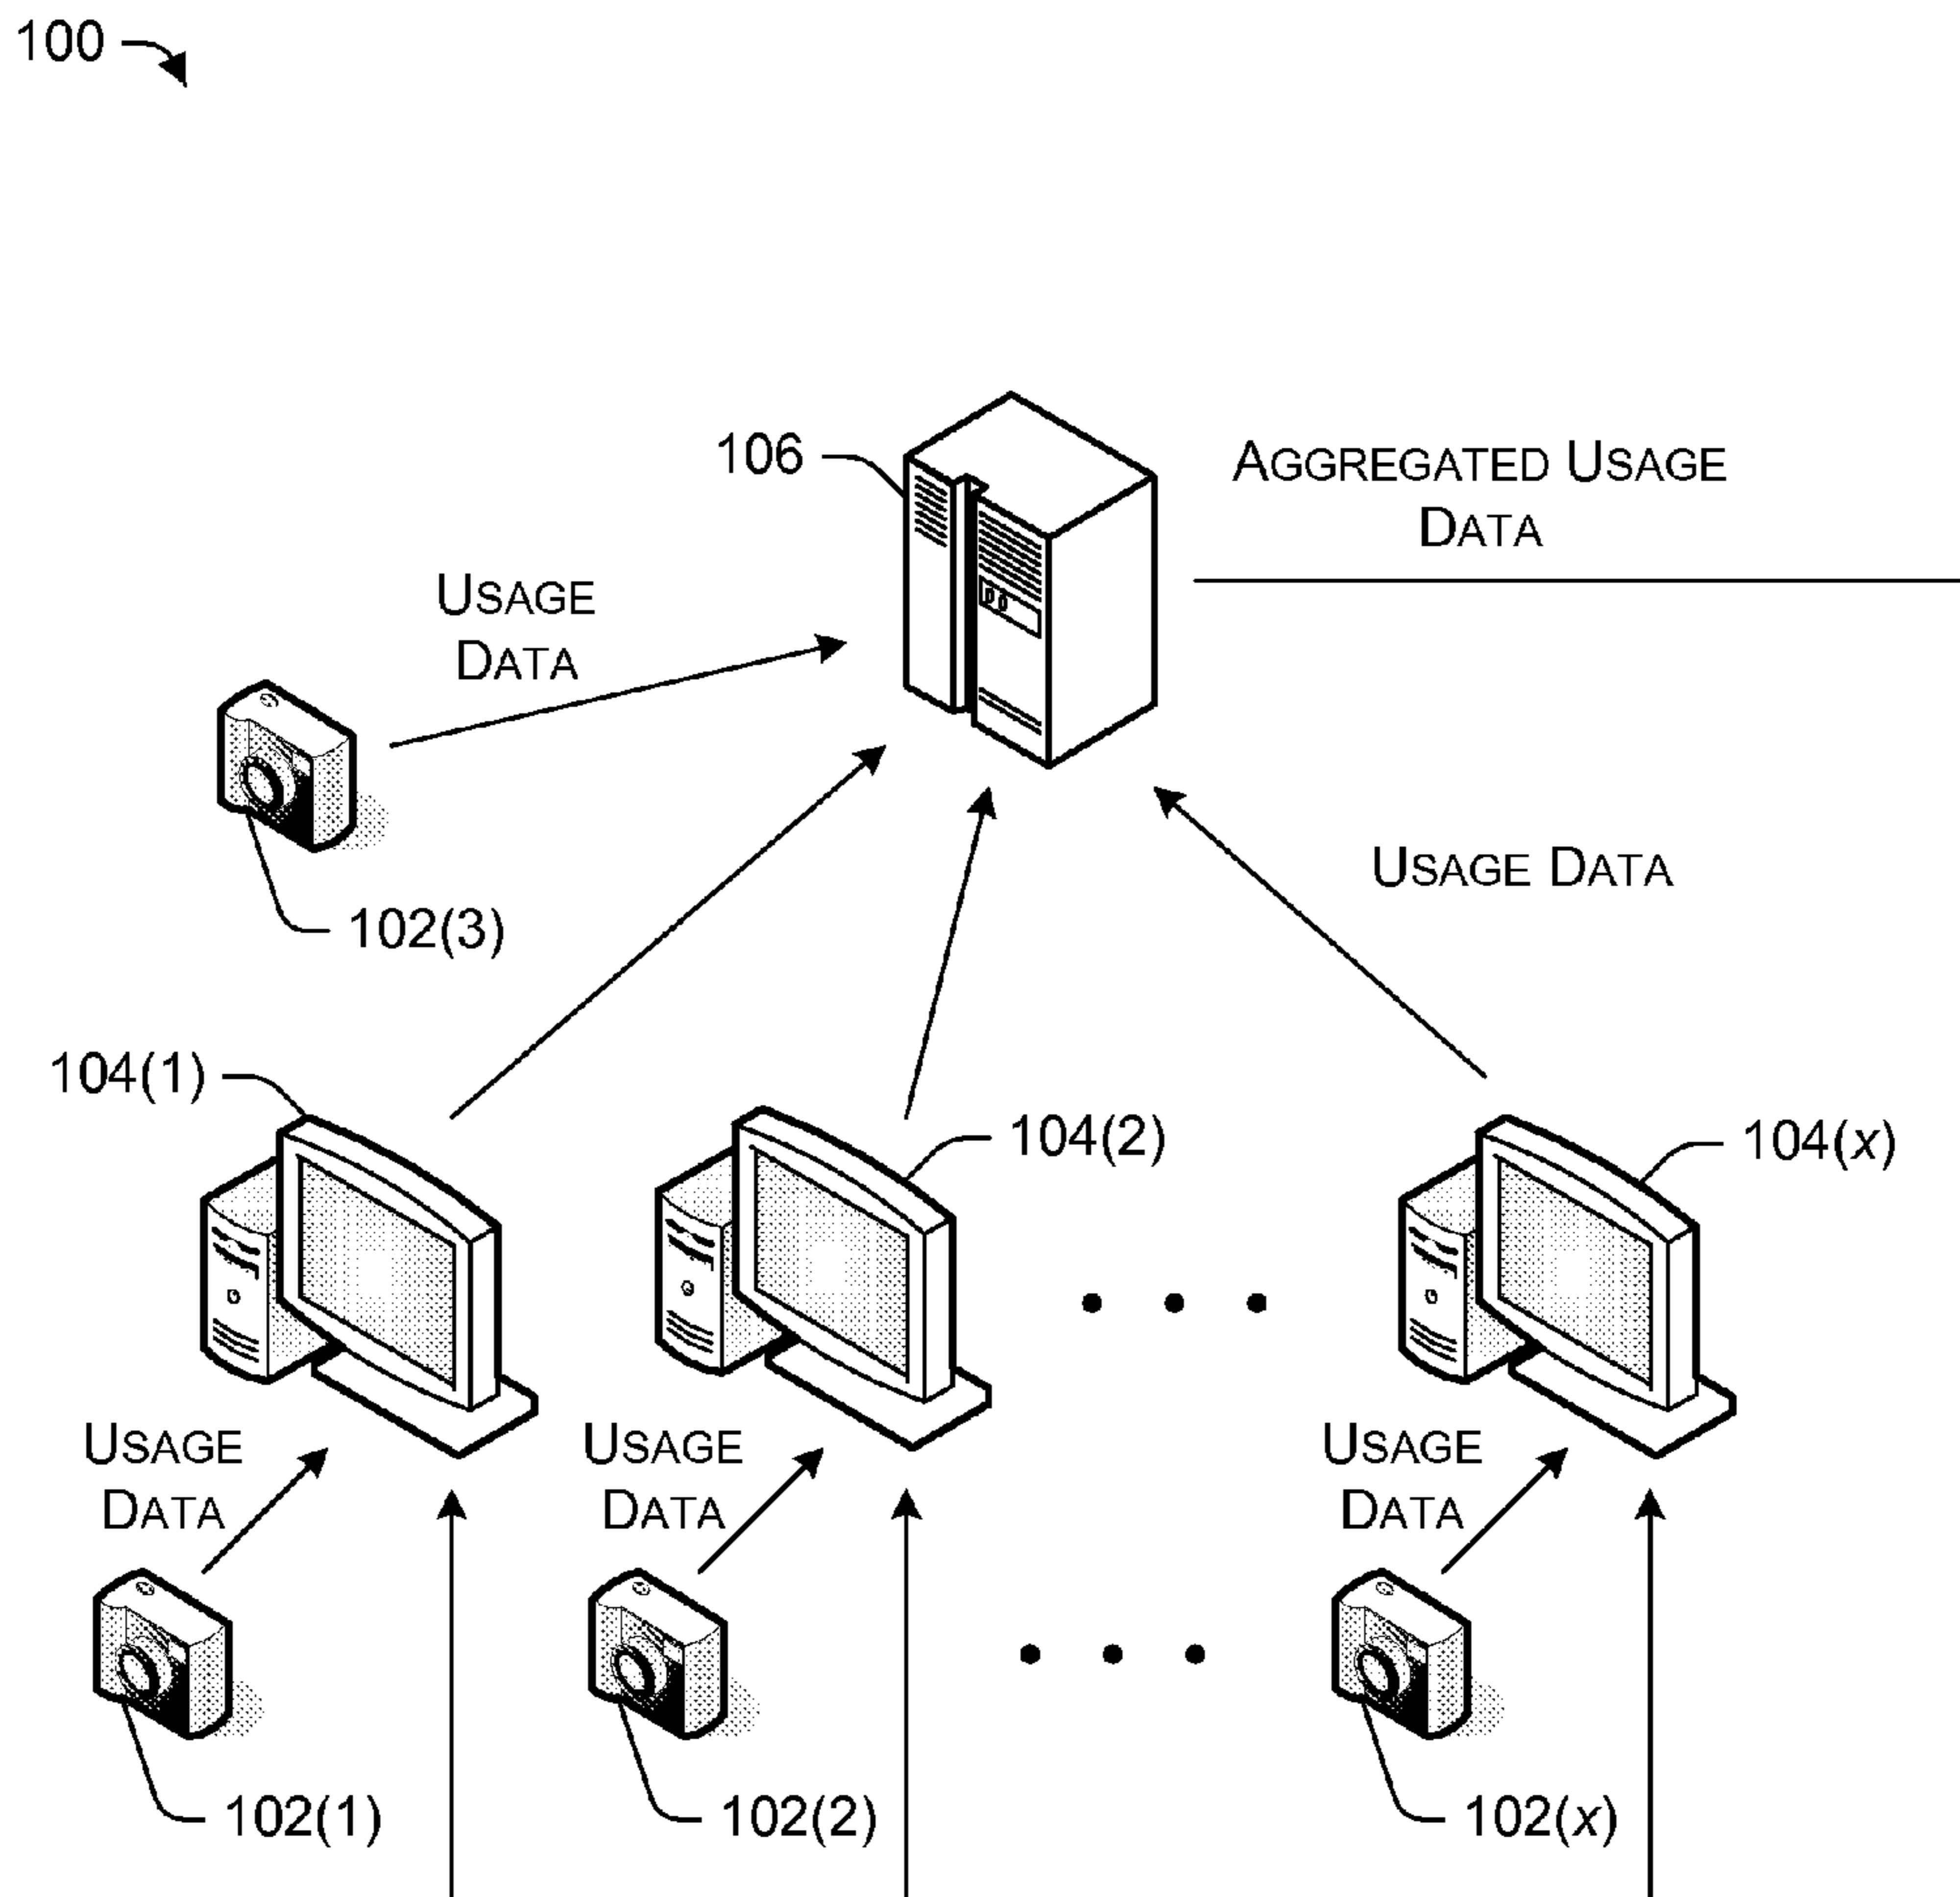 100
106
AGGREGATED USAGE
DATA
USAGE
DATA
102(3)
USAGE DATA
104(1)
104(2)
104(x)
USAGE
DATA
USAGE
DATA
USAGE
DATA
102(1)
102(2)
102(x)